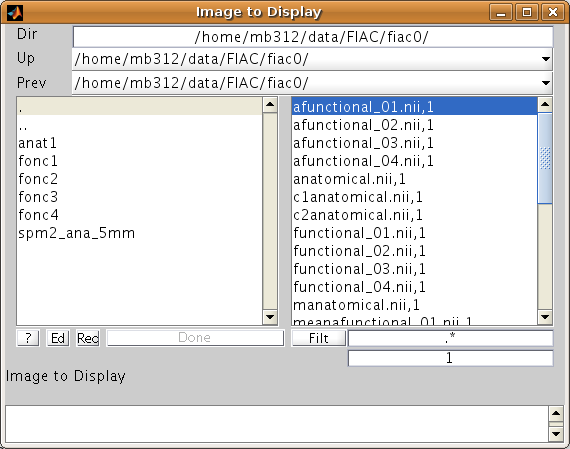 Image to Display
Dir /home/mb312/data/FIAC/fiac0/
Up /home/mb312/data/FIAC/fiac0/
Prev /home/mb312/data/FIAC/fiac0/
.
..
anat1
fonc1
fonc2
fonc3
fonc4
spm2_ana_5mm
afunctional_01.nii,1
afunctional_02.nii,1
afunctional_03.nii,1
afunctional_04.nii,1
anatomical.nii,1
c1anatomical.nii,1
c2anatomical.nii,1
functional_01.nii,1
functional_02.nii,1
functional_03.nii,1
functional_04.nii,1
manatomical.nii,1
meanafunctional_01.nii,1
? Ed Rec Done Filt .*
1
Image to Display